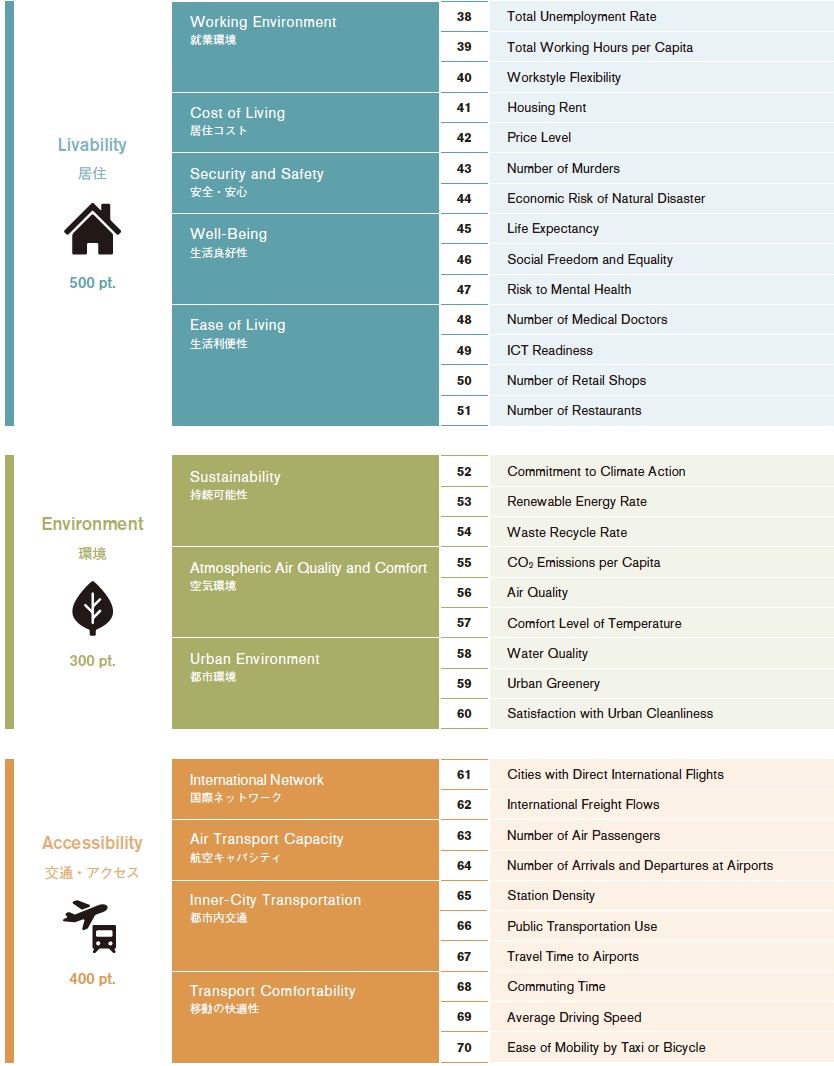 Livability
居住
500 pt.
Working Environment
就業環境
38 Total Unemployment Rate
39 Total Working Hours per Capita
40 Workstyle Flexibility
Cost of Living
居住コスト
41 Housing Rent
42 Price Level
Security and Safety
安全・安心
43 Number of Murders
44 Economic Risk of Natural Disaster
Well-Being
生活良好性
45 Life Expectancy
46 Social Freedom and Equality
47 Risk to Mental Health
Ease of Living
生活利便性
48 Number of Medical Doctors
49 ICT Readiness
50 Number of Retail Shops
51 Number of Restaurants
Environment
環境
300 pt.
Sustainability
持続可能性
52 Commitment to Climate Action
53 Renewable Energy Rate
54 Waste Recycle Rate
Atmospheric Air Quality and Comfort
空気環境
55 CO₂ Emissions per Capita
56 Air Quality
57 Comfort Level of Temperature
Urban Environment
都市環境
58 Water Quality
59 Urban Greenery
60 Satisfaction with Urban Cleanliness
Accessibility
交通・アクセス
400 pt.
International Network
国際ネットワーク
61 Cities with Direct International Flights
62 International Freight Flows
Air Transport Capacity
航空キャパシティ
63 Number of Air Passengers
64 Number of Arrivals and Departures at Airports
Inner-City Transportation
都市内交通
65 Station Density
66 Public Transportation Use
67 Travel Time to Airports
Transport Comfortability
移動の快適性
68 Commuting Time
69 Average Driving Speed
70 Ease of Mobility by Taxi or Bicycle